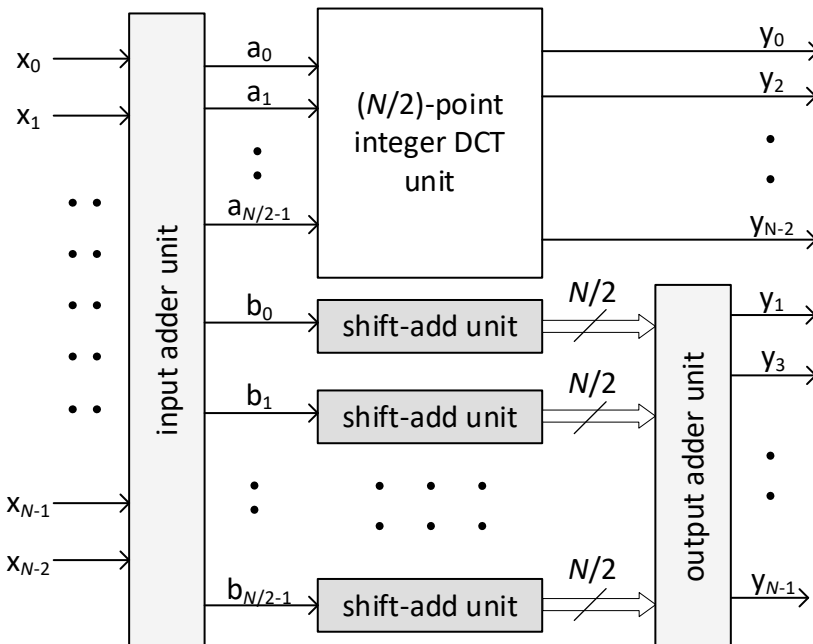 x0
x1
xN-1
xN-2
input adder unit
a0
a1
aN/2-1
b0
b1
bN/2-1
(N/2)-point
integer DCT
unit
shift-add unit
shift-add unit
shift-add unit
N/2
N/2
N/2
output adder unit
y0
y2
yN-2
y1
y3
yN-1